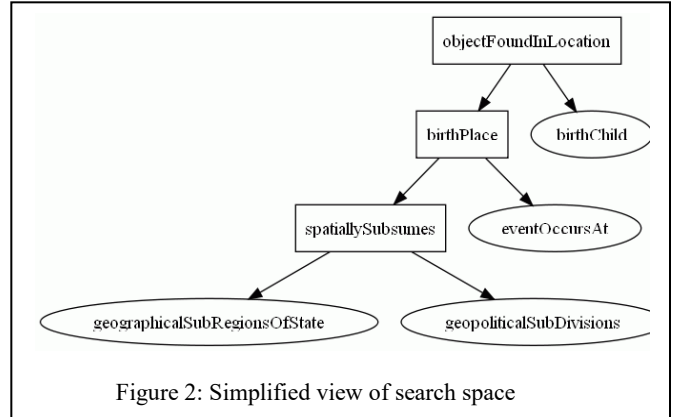 objectFoundInLocation
birthPlace
birthChild
spatiallySubsumes
eventOccursAt
geographicalSubRegionsOfState
geopoliticalSubDivisions
Figure 2: Simplified view of search space